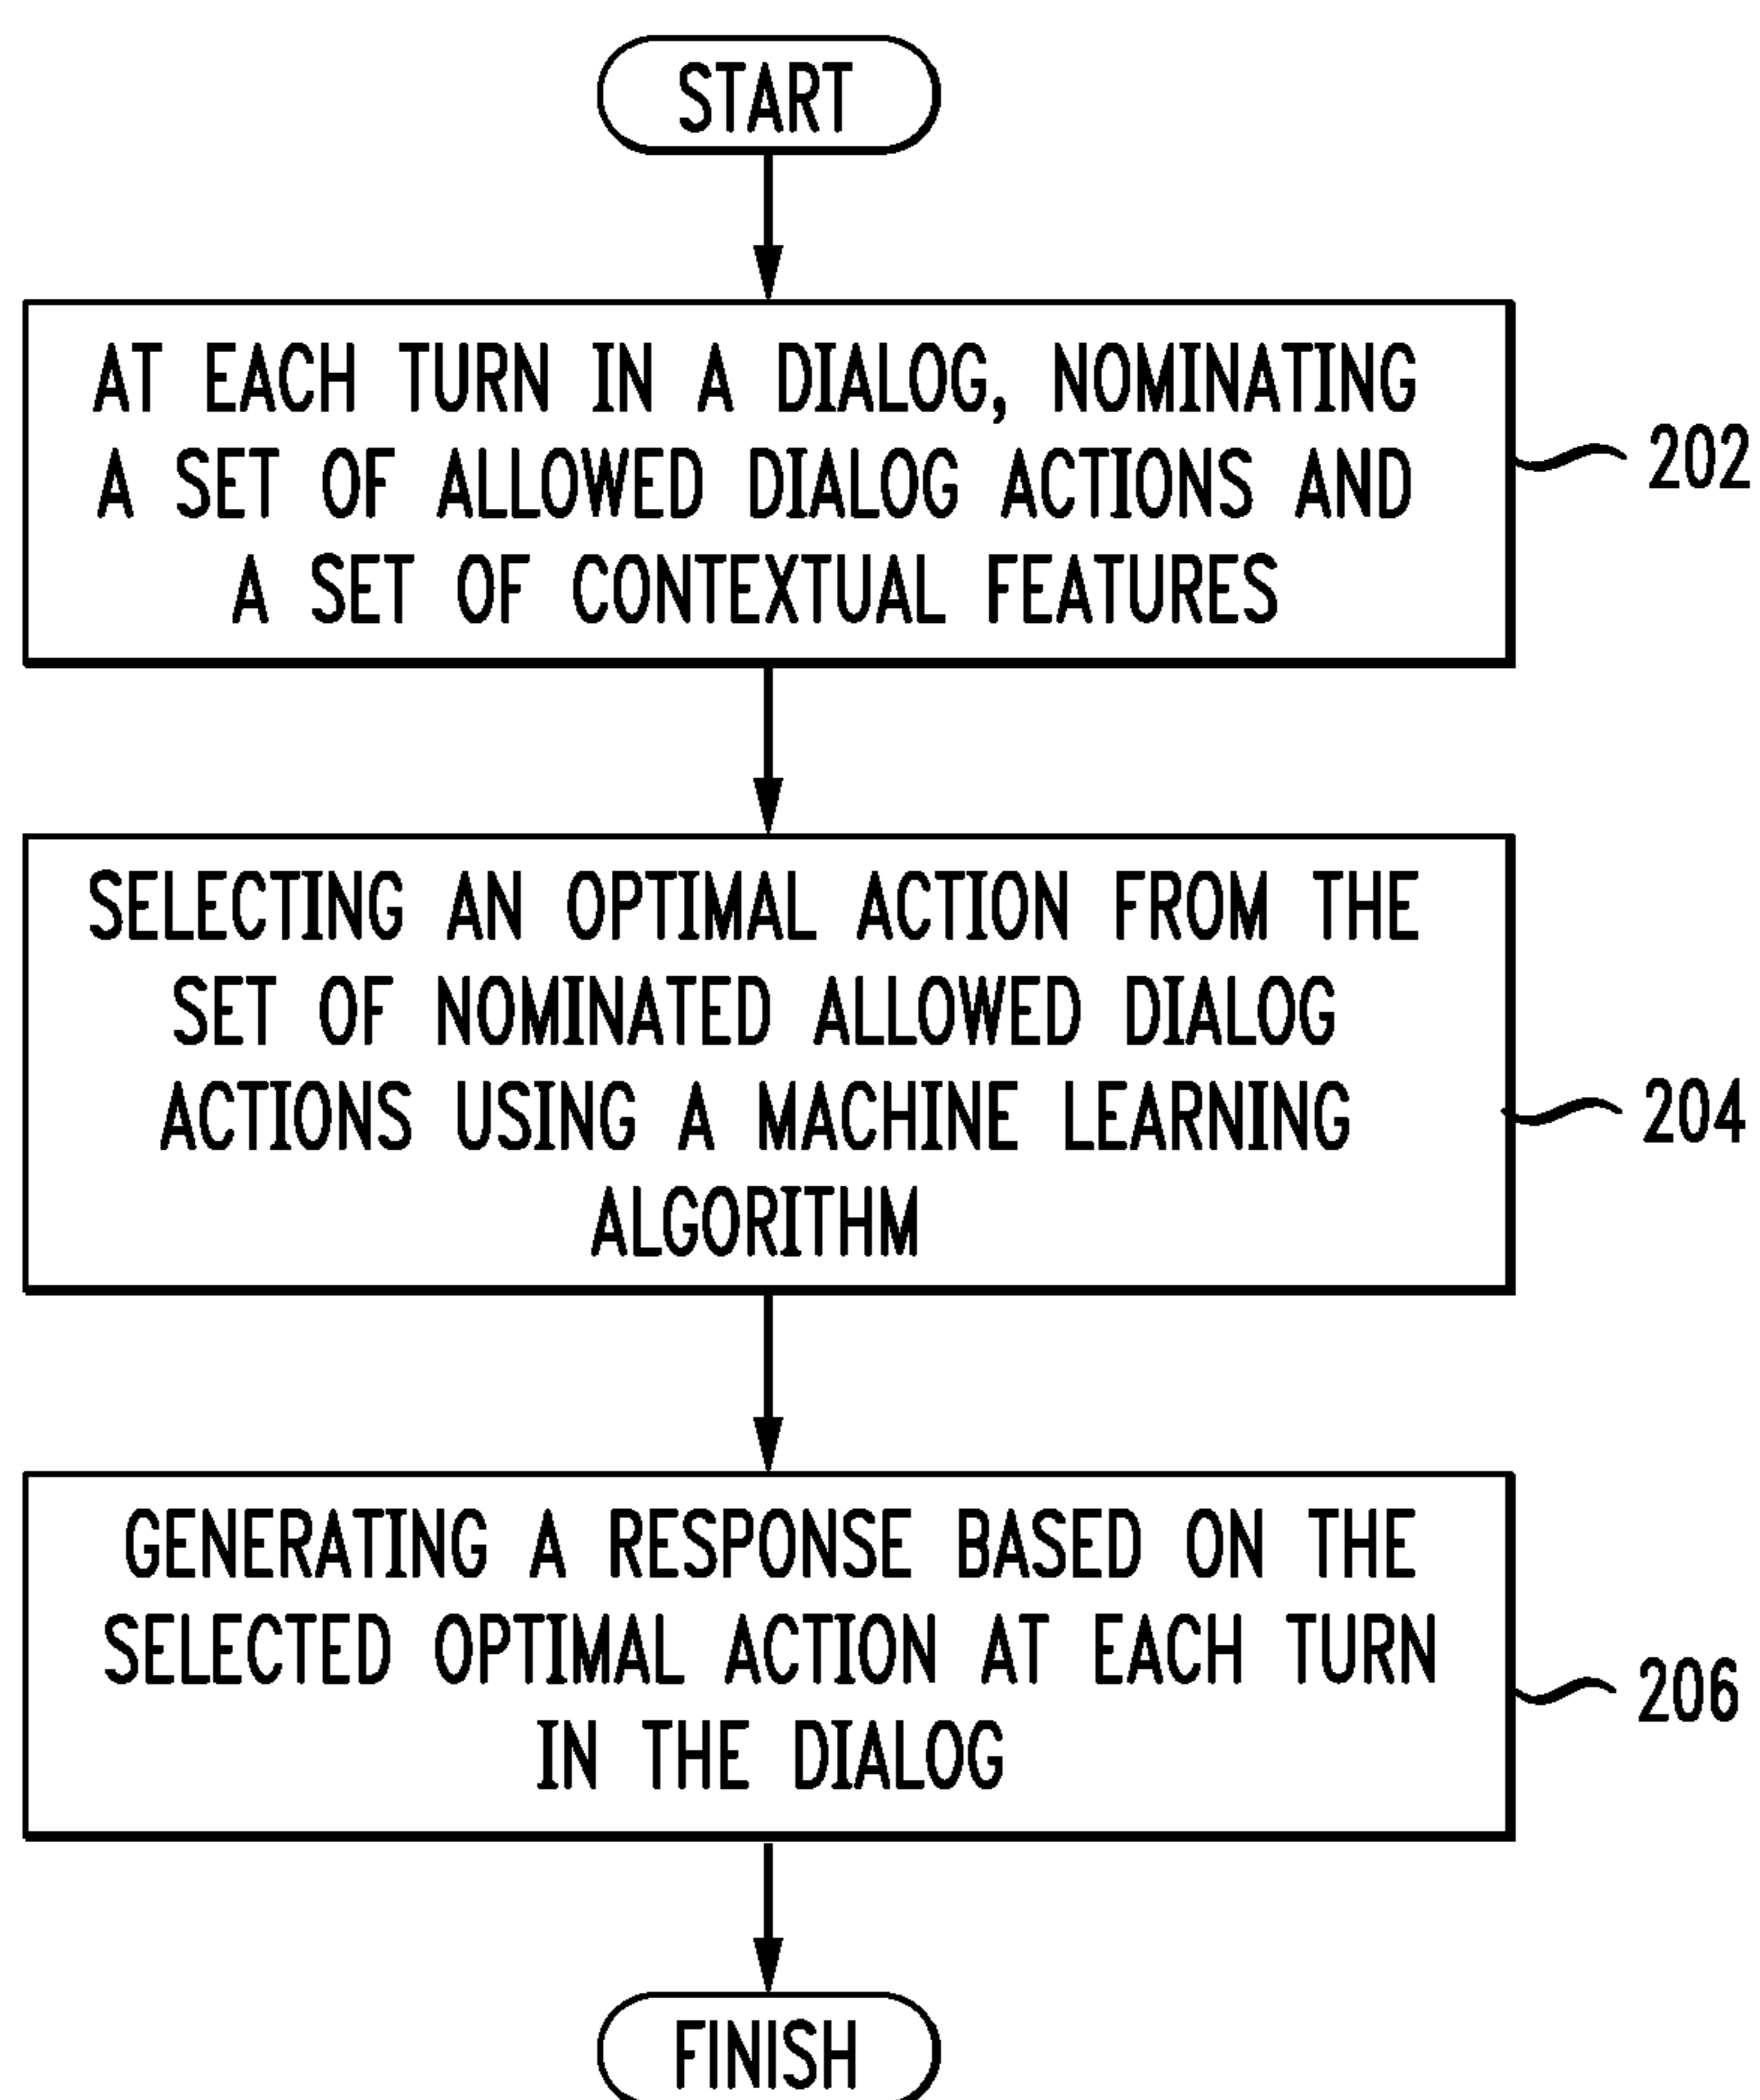 START
AT EACH TURN IN A DIALOG, NOMINATING
A SET OF ALLOWED DIALOG ACTIONS AND
A SET OF CONTEXTUAL FEATURES
202
SELECTING AN OPTIMAL ACTION FROM THE
SET OF NOMINATED ALLOWED DIALOG
ACTIONS USING A MACHINE LEARNING
ALGORITHM
204
GENERATING A RESPONSE BASED ON THE
SELECTED OPTIMAL ACTION AT EACH TURN
IN THE DIALOG
206
FINISH